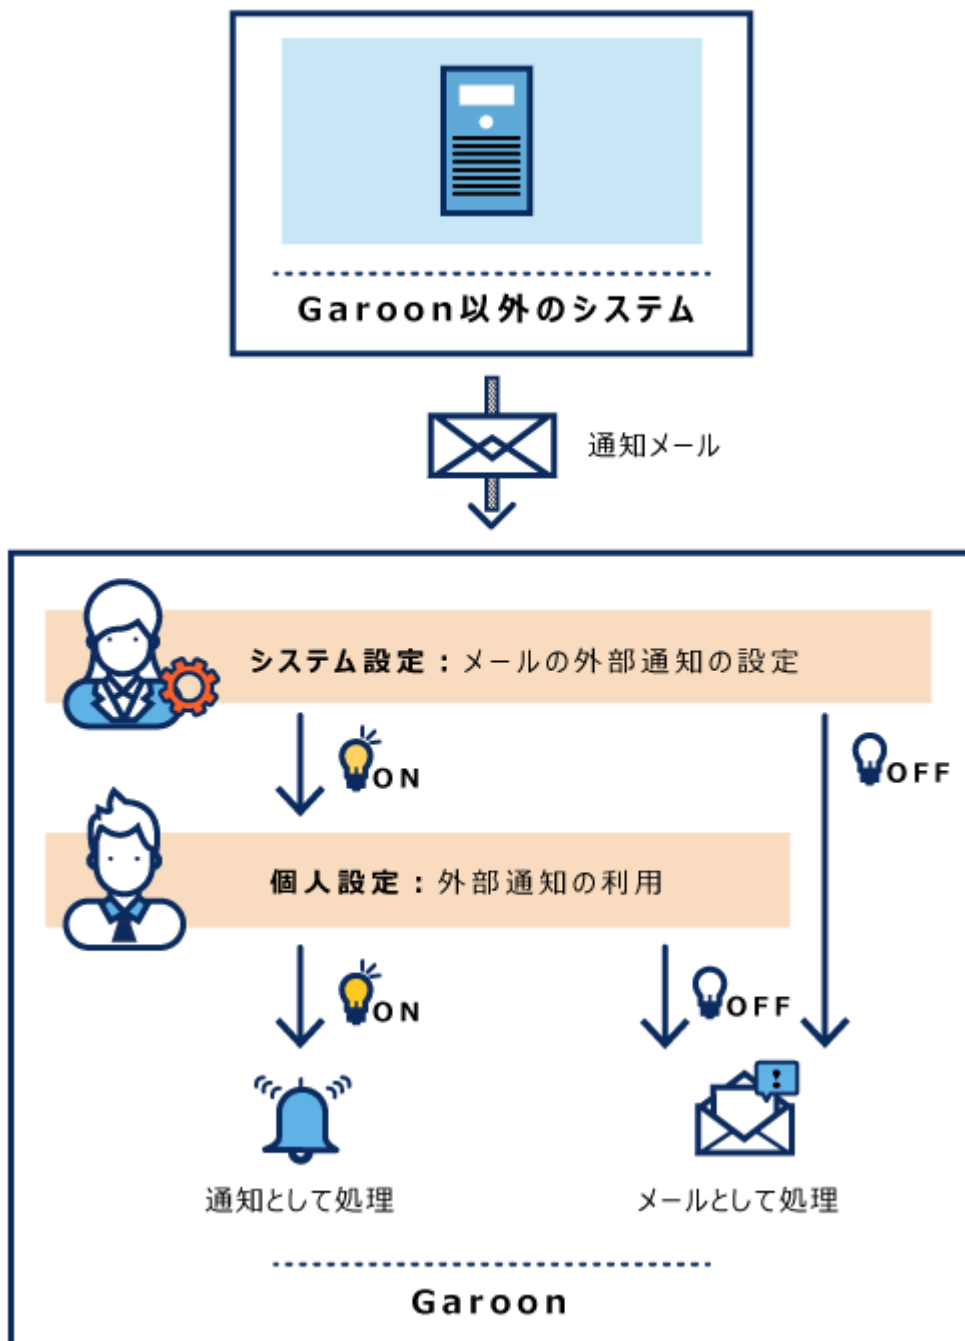 Garoon以外のシステム
通知メール
システム設定：メールの外部通知の設定
ON
OFF
個人設定：外部通知の利用
ON
OFF
!
通知として処理
メールとして処理
Garoon